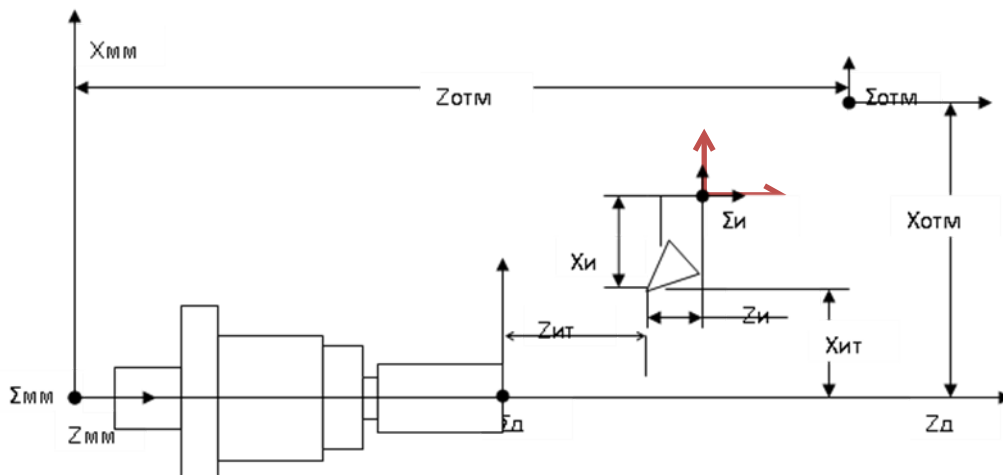 Xмм
Zотм
Σотм
Σи
Xотм
Xи
Zи
Zит
Xит
Σмм
Zмм
Σд
Zд